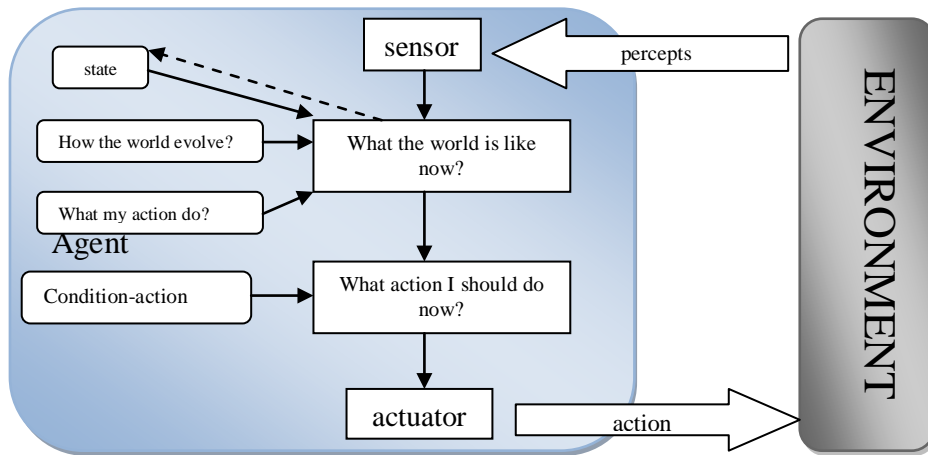 sensor
percepts
state
How the world evolve?
What the world is like
now?
What my action do?
Agent
Condition-action
What action I should do
now?
actuator
action
ENVIRONMENT